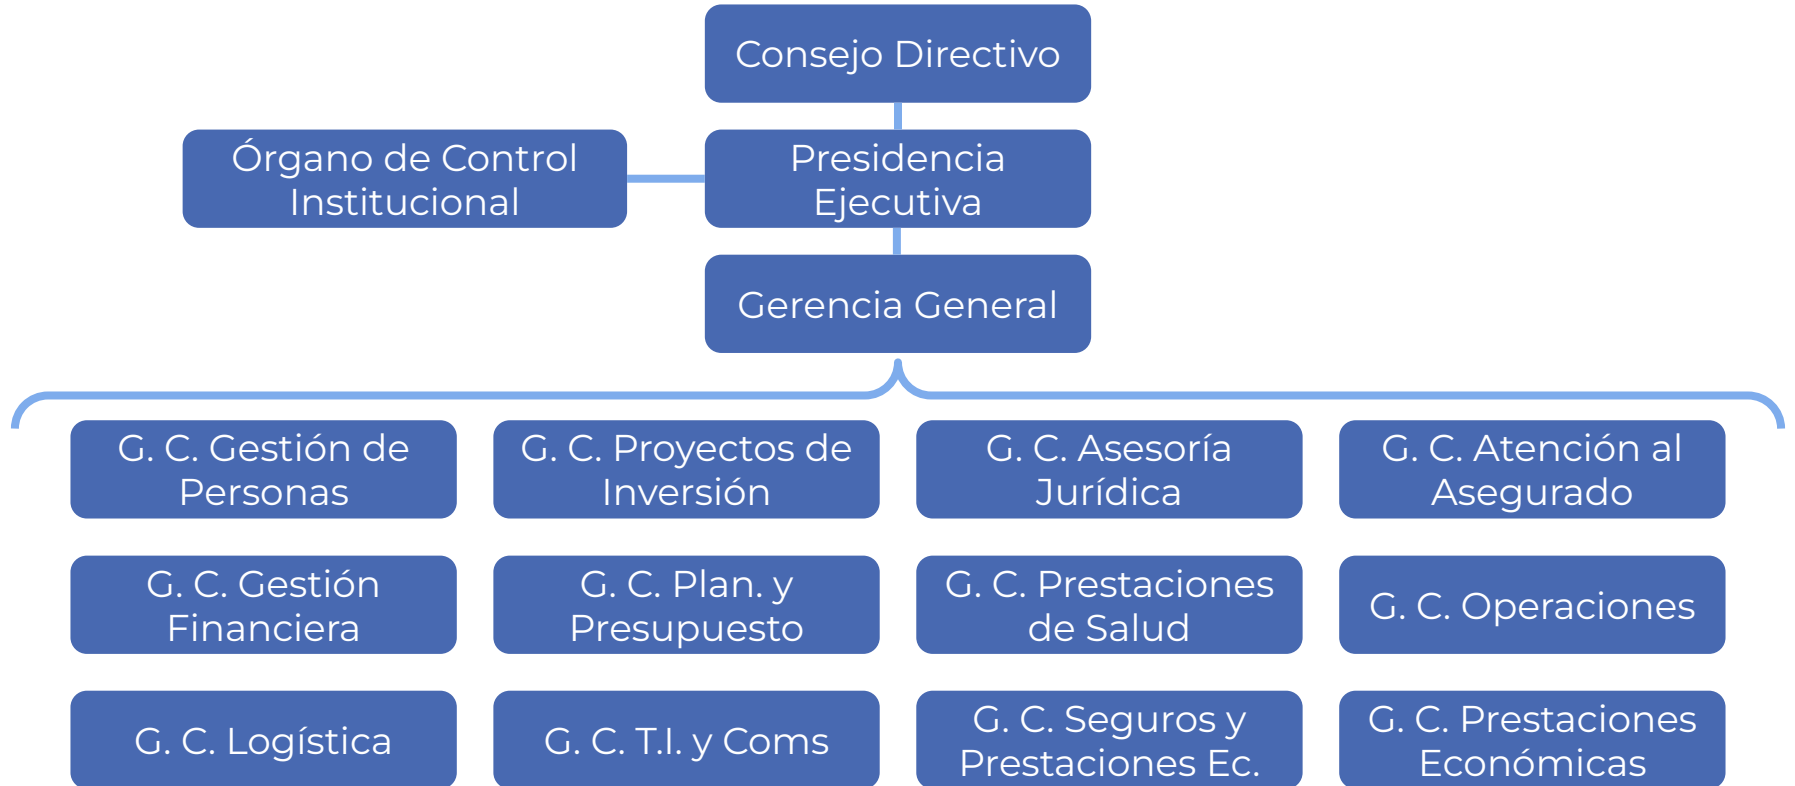 Consejo Directivo
Órgano de Control
Institucional
Presidencia
Ejecutiva
Gerencia General
G. C. Gestión de
Personas
G. C. Proyectos de
Inversión
G. C. Asesoría
Jurídica
G. C. Atención al
Asegurado
G. C. Gestión
Financiera
G. C. Plan. y
Presupuesto
G. C. Prestaciones
de Salud
G. C. Operaciones
G. C. Logística
G. C. T.I. y Coms
G. C. Seguros y
Prestaciones Ec.
G. C. Prestaciones
Económicas